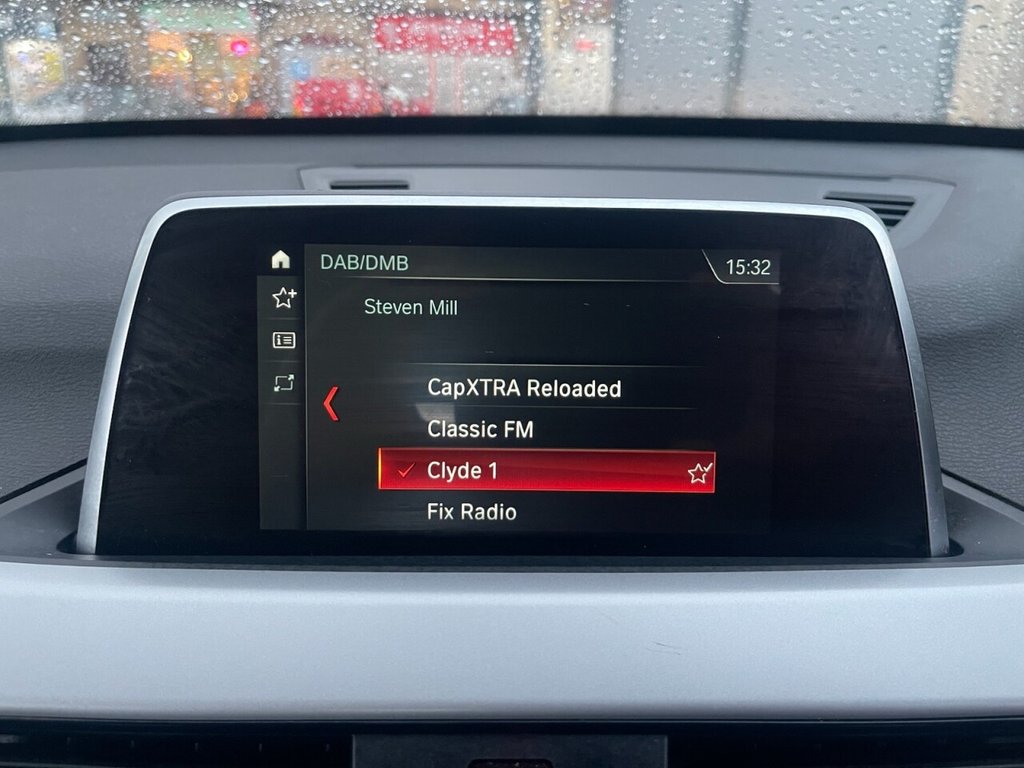 DAB/DMB
15:32
Steven Mill
CapXTRA Reloaded
Classic FM
Clyde 1
Fix Radio